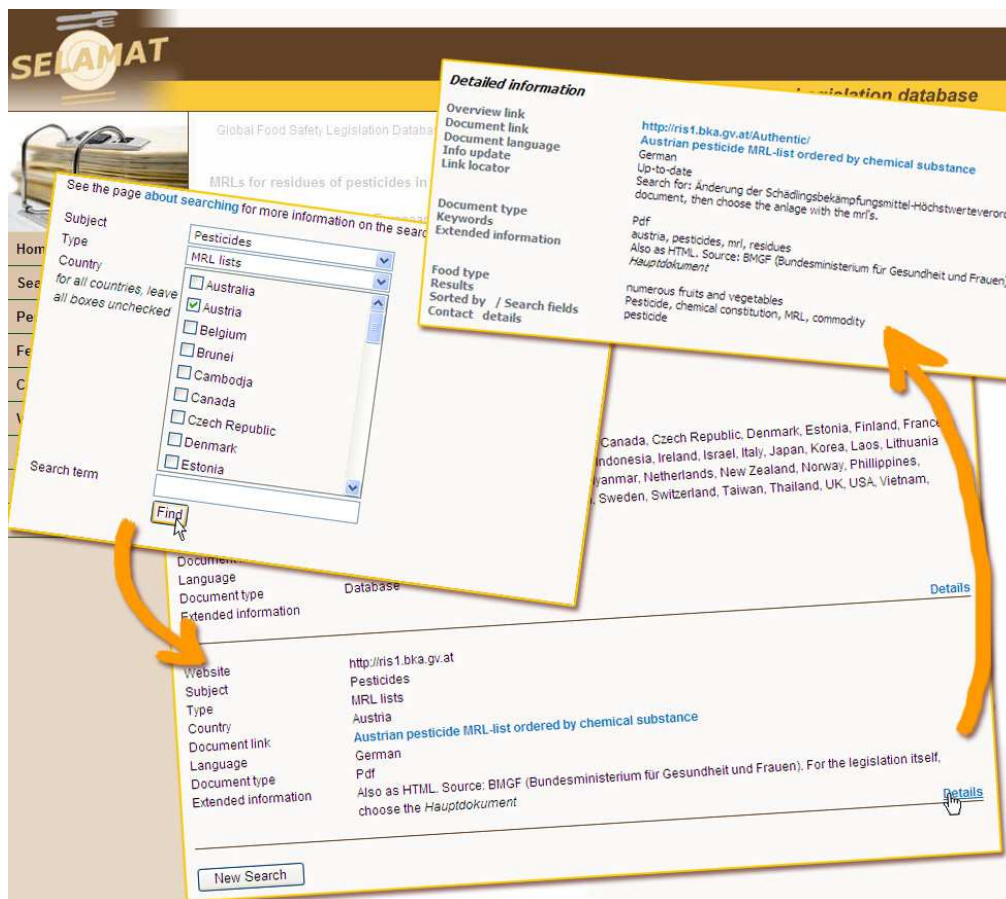 SELAMAT
Legislation database
Global Food Safety Legislation Databa
MRLs for residues of pesticides in
Hom
Sea
Pe
Fe
C
See the page about searching for more information on the searc
Subject
Pesticides
Type
MRL lists
Country
for all countries, leave
all boxes unchecked
Australia
Austria
Belgium
Brunei
Cambodja
Canada
Czech Republic
Denmark
Estonia
Search term
Find
Detailed information
Overview link
http://ris1.bka.gv.at/Authentic/
Document link
Austrian pesticide MRL-list ordered by chemical substance
Document language
German
Info update
Up-to-date
Link locator
Search for: Änderung der Schädlingsbekämpfungsmittel-Höchstwerteverord
document, then choose the anlage with the mrl's.
Document type
Pdf
Keywords
austria, pesticides, mrl, residues
Extended information
Also as HTML. Source: BMGF (Bundesministerium für Gesundheit und Frauen)
Hauptdokument
Food type
numerous fruits and vegetables
Results
Pesticide, chemical constitution, MRL, commodity
Sorted by / Search fields
pesticide
Contact details
Canada, Czech Republic, Denmark, Estonia, Finland, France
ndonesia, Ireland, Israel, Italy, Japan, Korea, Laos, Lithuania
yanmar, Netherlands, New Zealand, Norway, Phillippines,
, Sweden, Switzerland, Taiwan, Thailand, UK, USA, Vietnam,
Document
Language
Document type
Database
Extended information
Details
Website
http://ris1.bka.gv.at
Subject
Pesticides
Type
MRL lists
Country
Austria
Document link
Austrian pesticide MRL-list ordered by chemical substance
Language
German
Document type
Pdf
Extended information
Also as HTML. Source: BMGF (Bundesministerium für Gesundheit und Frauen). For the legislation itself,
choose the Hauptdokument
Details
New Search